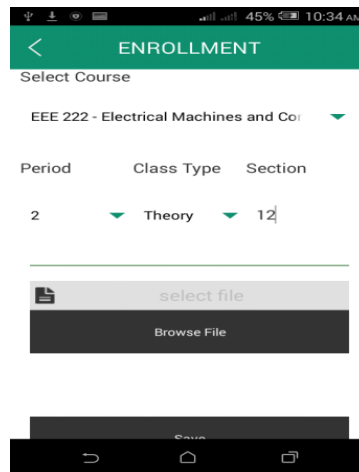 45% 10:34 AM
ENROLLMENT
Select Course
EEE 222 - Electrical Machines and Cor
Period Class Type Section
2 Theory 12
select file
Browse File
Save